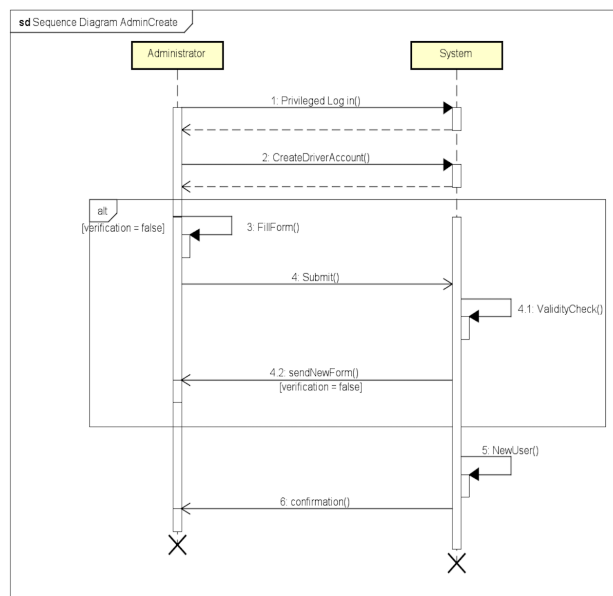 sd Sequence Diagram AdminCreate
Administrator
System
1: Privileged Log in()
2: CreateDriverAccount()
alt
[verification = false]
3: FillForm()
4: Submit()
4.1: ValidityCheck()
4.2: sendNewForm()
[verification = false]
5: NewUser()
6: confirmation()